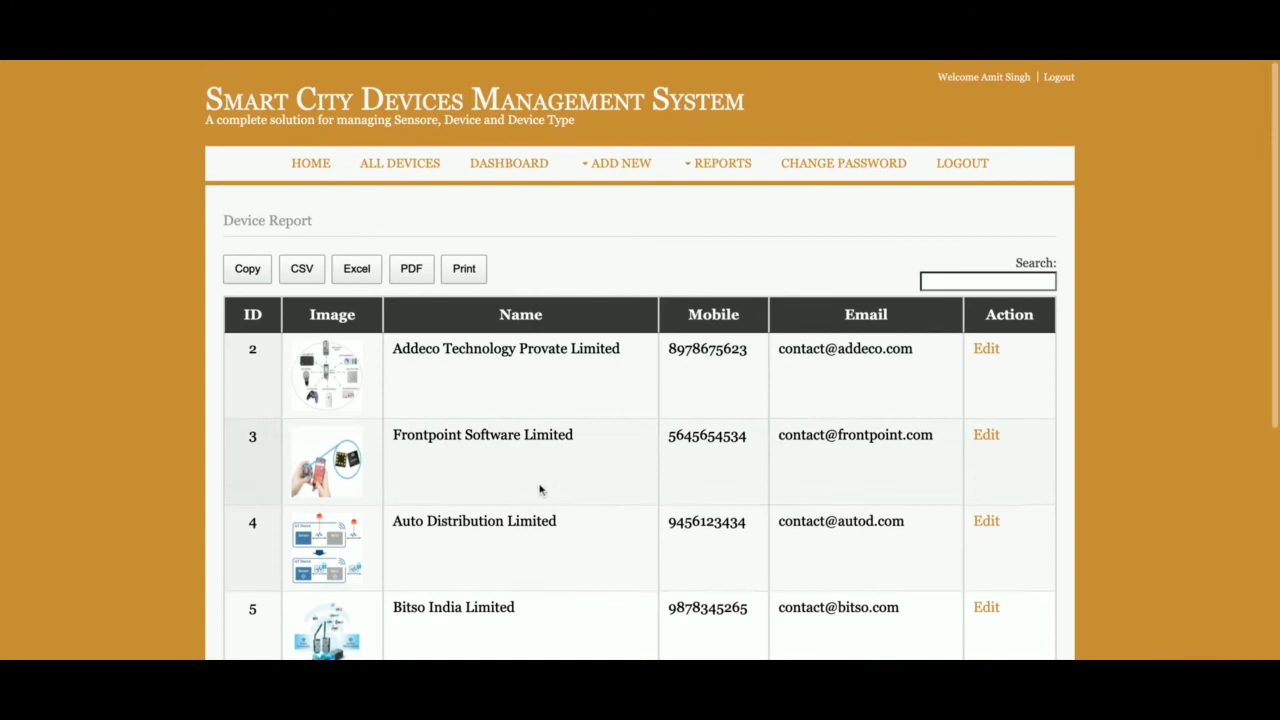 Welcome Amit Singh | Logout
Smart City Devices Management System
A complete solution for managing Sensore, Device and Device Type
HOME ALL DEVICES DASHBOARD ADD NEW REPORTS CHANGE PASSWORD LOGOUT
Device Report
Copy CSV Excel PDF Print
Search:
ID Image Name Mobile Email Action
2 Addeco Technology Provate Limited 8978675623 contact@addeco.com Edit
3 Frontpoint Software Limited 5645654534 contact@frontpoint.com Edit
4 Auto Distribution Limited 9456123434 contact@autod.com Edit
5 Bitso India Limited 9878345265 contact@bitso.com Edit